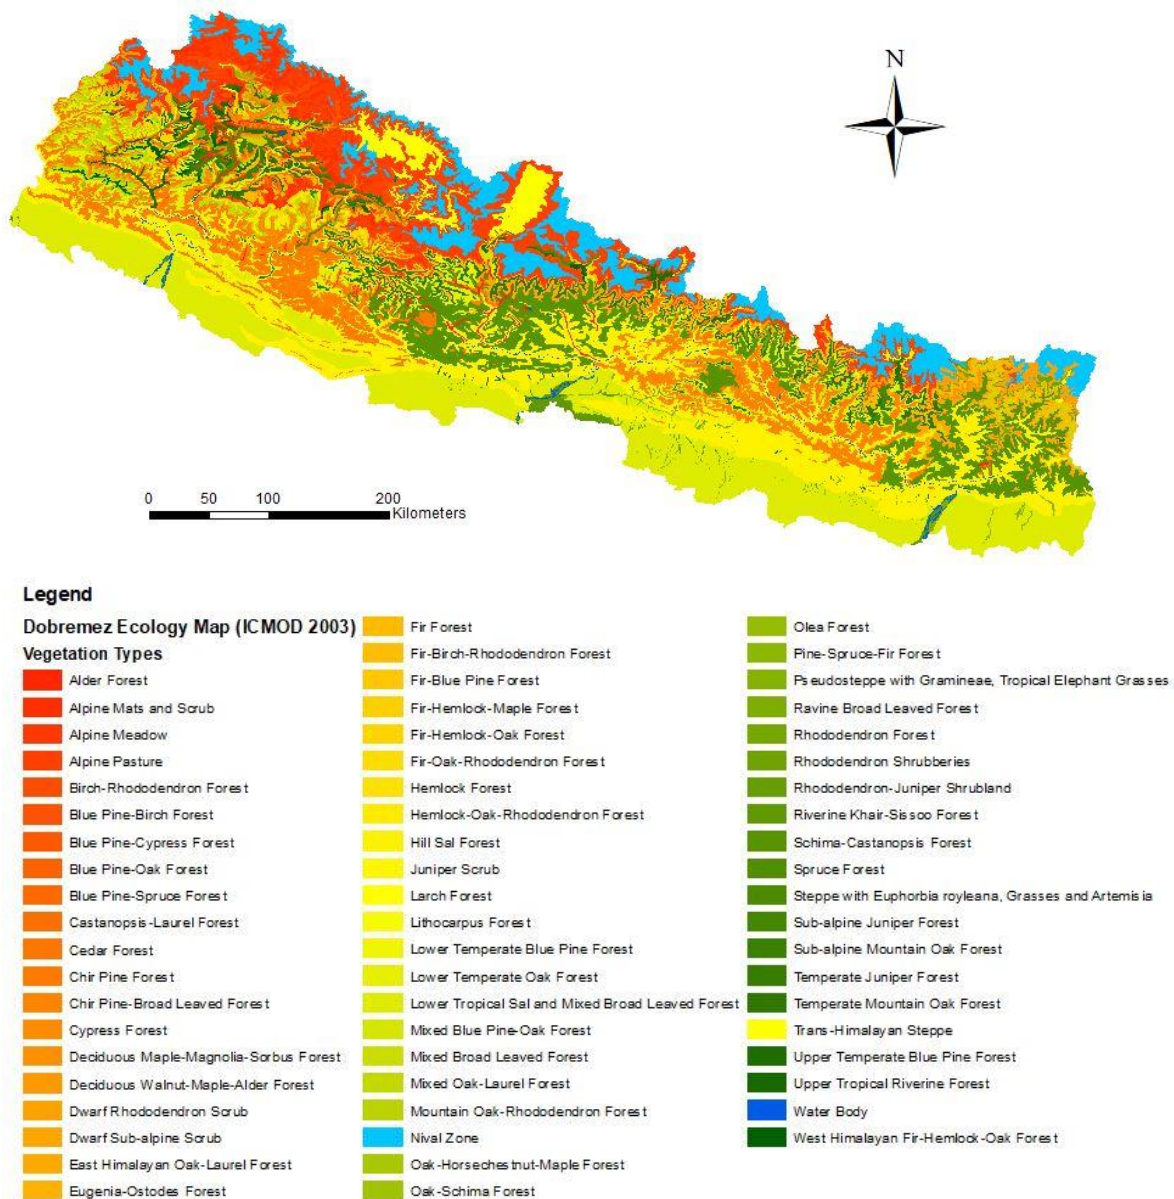 N
0 50 100 200
Kilometers
Legend
Dobremez Ecology Map (ICMOD 2003)
Vegetation Types
Alder Forest
Alpine Mats and Scrub
Alpine Meadow
Alpine Pasture
Birch-Rhododendron Forest
Blue Pine-Birch Forest
Blue Pine-Cypress Forest
Blue Pine-Oak Forest
Blue Pine-Spruce Forest
Castanopsis-Laurel Forest
Cedar Forest
Chir Pine Forest
Chir Pine-Broad Leaved Forest
Cypress Forest
Deciduous Maple-Magnolia-Sorbus Forest
Deciduous Walnut-Maple-Alder Forest
Dwarf Rhododendron Scrub
Dwarf Sub-alpine Scrub
East Himalayan Oak-Laurel Forest
Eugenia-Ostodes Forest
Fir Forest
Fir-Birch-Rhododendron Forest
Fir-Blue Pine Forest
Fir-Hemlock-Maple Forest
Fir-Hemlock-Oak Forest
Fir-Oak-Rhododendron Forest
Hemlock Forest
Hemlock-Oak-Rhododendron Forest
Hill Sal Forest
Juniper Scrub
Larch Forest
Lithocarpus Forest
Lower Temperate Blue Pine Forest
Lower Temperate Oak Forest
Lower Tropical Sal and Mixed Broad Leaved Forest
Mixed Blue Pine-Oak Forest
Mixed Broad Leaved Forest
Mixed Oak-Laurel Forest
Mountain Oak-Rhododendron Forest
Nival Zone
Oak-Horsechestnut-Maple Forest
Oak-Schima Forest
Olea Forest
Pine-Spruce-Fir Forest
Pseudosteppe with Gramineae, Tropical Elephant Grasses
Ravine Broad Leaved Forest
Rhododendron Forest
Rhododendron Shrubberies
Rhododendron-Juniper Shrubland
Riverine Khair-Sissoo Forest
Schima-Castanopsis Forest
Spruce Forest
Steppe with Euphorbia royleana, Grasses and Artemisia
Sub-alpine Juniper Forest
Sub-alpine Mountain Oak Forest
Temperate Juniper Forest
Temperate Mountain Oak Forest
Trans-Himalayan Steppe
Upper Temperate Blue Pine Forest
Upper Tropical Riverine Forest
Water Body
West Himalayan Fir-Hemlock-Oak Forest